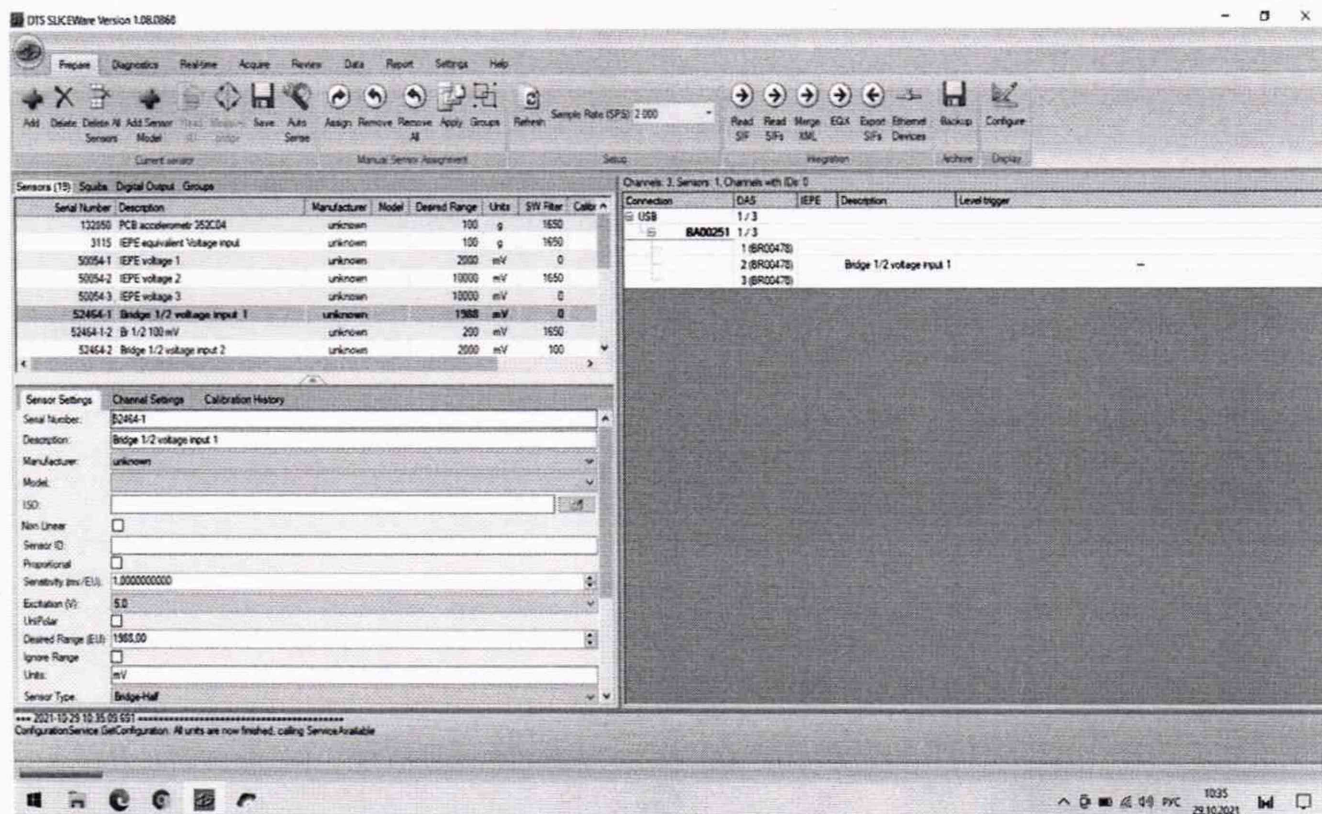 DTS SLICEWare Version 1.08.0868
Prepare Diagnostics Real-time Acquire Review Data Report Settings Help
Add Delete Delete All Sensors Add Sensor Model Read ID Save Auto Sense Assign Remove Remove All Apply Groups Refresh Sample Rate (SPS): 2 000 Read SIF Read SIFs Merge XML EQX Export SIFs Ethernet Devices Backup Configure
Current sensor Manual Sensor Assignment Setup Integration Archive Display
Sensors (19) Squibs Digital Output Groups
Serial Number Description Manufacturer Model Desired Range Units SW Filter
132950 PCB accelerometr 352C04 unknown 100 g 1650
3115 IEPE equivalent Voltage input unknown 100 g 1650
50054-1 IEPE voltage 1 unknown 2000 mV 0
50054-2 IEPE voltage 2 unknown 10000 mV 1650
50054-3 IEPE voltage 3 unknown 10000 mV 0
52464-1 Bridge 1/2 voltage input 1 unknown 1988 mV 0
52464-1-2 Br 1/2 100 mV unknown 200 mV 1650
52464-2 Bridge 1/2 voltage input 2 unknown 2000 mV 100
Channels: 3, Sensors: 1, Channels with IDs: 0
Connection DAS IEPE Description Level trigger
USB 1 / 3
BA00251 1 / 3
1 (BR00478)
2 (BR00478) Bridge 1/2 voltage input 1 --
3 (BR00478)
Sensor Settings Channel Settings Calibration History
Serial Number: 52464-1
Description: Bridge 1/2 voltage input 1
Manufacturer: unknown
Model:
ISO:
Non Linear
Sensor ID:
Proportional
Sensitivity (mv/EU): 1,0000000000
Excitation (V): 5.0
UniPolar
Desired Range (EU): 1988,00
Ignore Range
Units: mV
Sensor Type: Bridge-Half
--- 2021-10-29 10:35:09.691 ---
ConfigurationService.GetConfiguration. All units are now finished, calling ServiceAvailable
РУС 10:35
29.10.2021